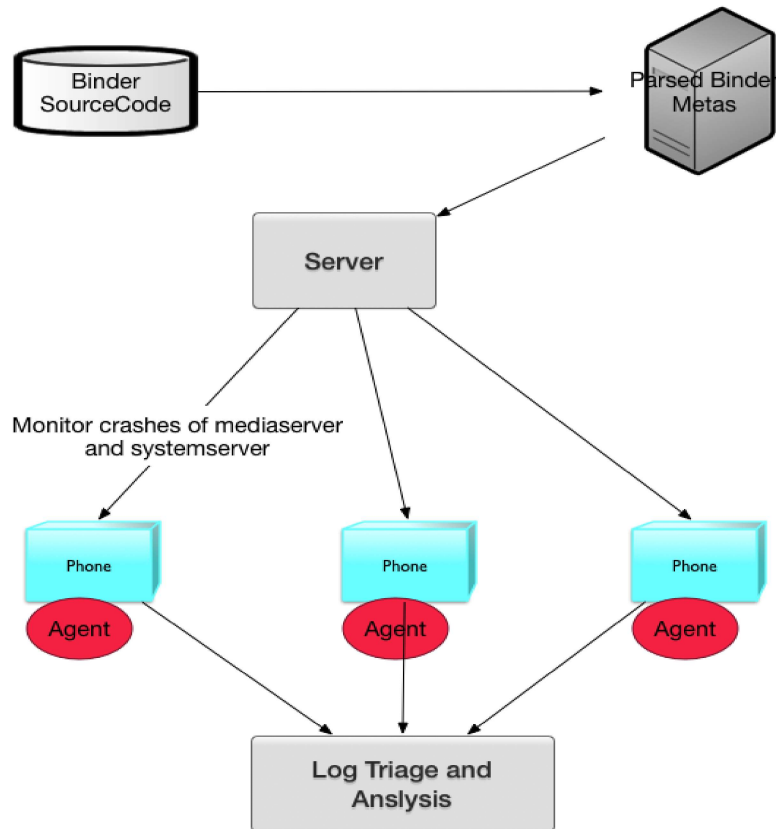 Binder
SourceCode
Parsed Binder
Metas
Server
Monitor crashes of mediaserver
and systemserver
Phone
Phone
Phone
Agent
Agent
Agent
Log Triage and
Anslysis